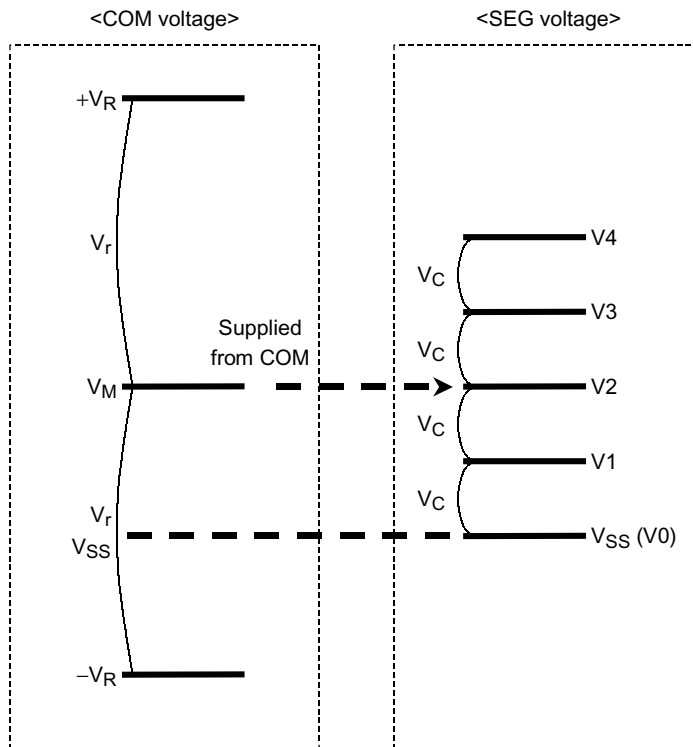 <COM voltage>
<SEG voltage>
+VR
Vr
VM
Vr
VSS
−VR
Supplied
from COM
V4
VC
V3
VC
V2
VC
V1
VC
VSS (V0)